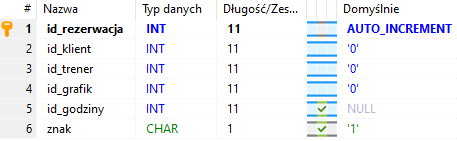 # Nazwa Typ danych Długość/Zes... Domyślnie
1 id_rezerwacja INT 11 AUTO_INCREMENT
2 id_klient INT 11 '0'
3 id_trener INT 11 '0'
4 id_grafik INT 11 '0'
5 id_godziny INT 11 NULL
6 znak CHAR 1 '1'